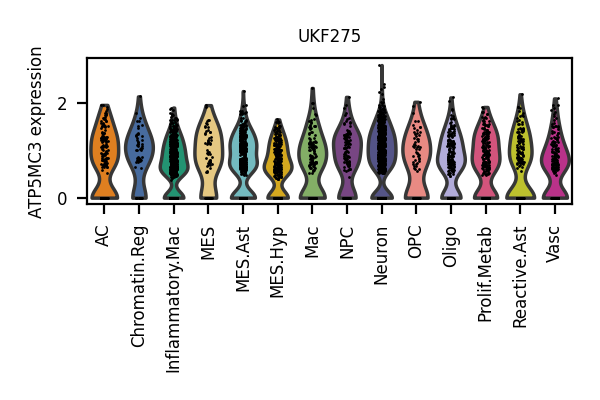 UKF275
ATP5MC3 expression
2
0
AC
Chromatin.Reg
Inflammatory.Mac
MES
MES.Ast
MES.Hyp
Mac
NPC
Neuron
OPC
Oligo
Prolif.Metab
Reactive.Ast
Vasc